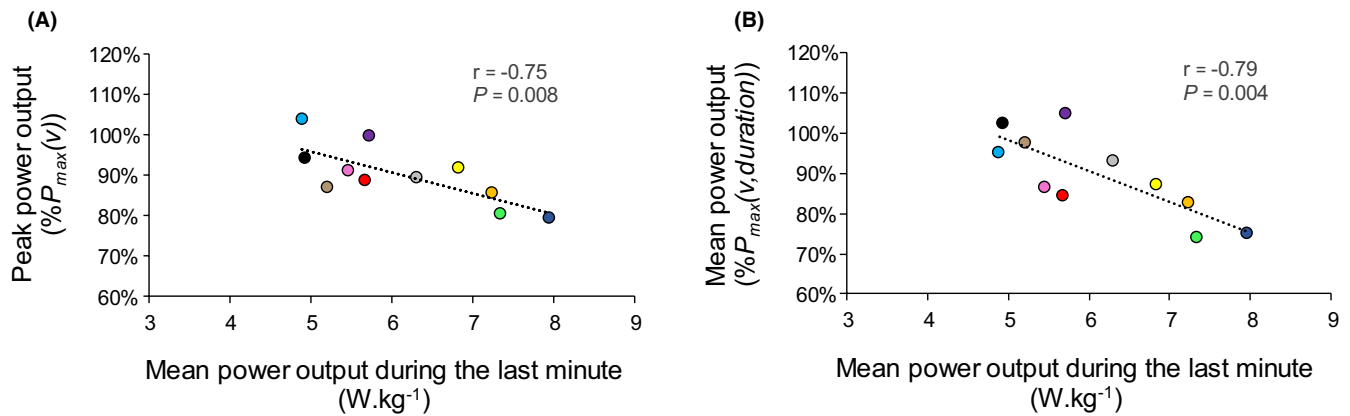 (A)
Peak power output
(%Pmax(v))
120%
110%
100%
90%
80%
70%
60%
r = -0.75
P = 0.008
3 4 5 6 7 8 9
Mean power output during the last minute
(W.kg-1)
(B)
Mean power output
(%Pmax(v,duration))
120%
110%
100%
90%
80%
70%
60%
r = -0.79
P = 0.004
3 4 5 6 7 8 9
Mean power output during the last minute
(W.kg-1)